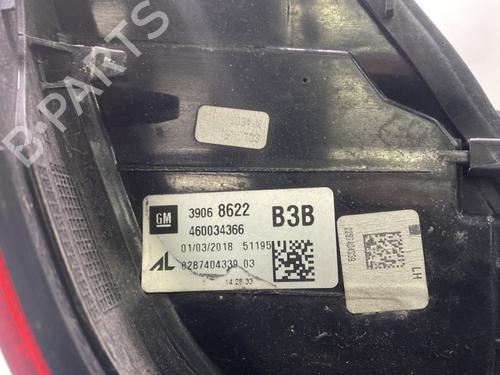 B-PARTS
GM 3906 8622 B3B
460034366
01/03/2018 51195
AL 8287404339 03
14:28:33
LH